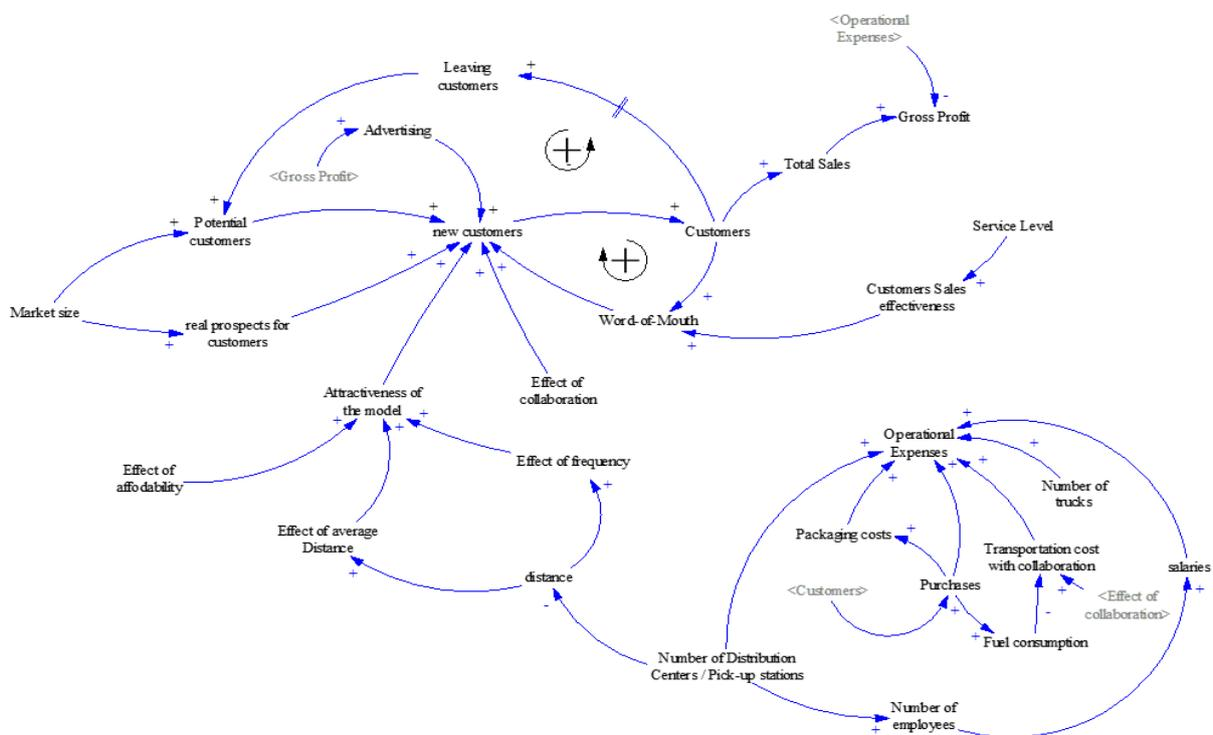 <Operational
Expenses>
Leaving
customers
+
+
-
Gross Profit
+
Advertising
+
Total Sales
<Gross Profit>
+
+
Potential
customers
+
+
+
new customers
+
Customers
Service Level
+
+
+
+
+
Customers Sales
effectiveness
+
Market size
real prospects for
customers
+
Word-of-Mouth
+
Attractiveness of
the model
+
+
+
Effect of
collaboration
Effect of
affodability
Effect of frequency
+
Effect of average
Distance
+
distance
-
Operational
Expenses
+
+
+
+
+
+
Number of
trucks
Packaging costs
+
Transportation cost
with collaboration
salaries
+
<Customers>
Purchases
+
+
-
<Effect of
collaboration>
+
Fuel consumption
Number of Distribution
Centers / Pick-up stations
Number of
employees
+